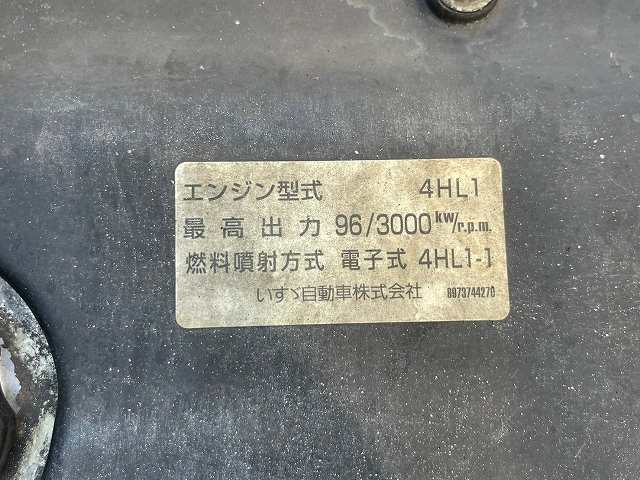 エンジン型式 4HL1
最高出力 96/3000 kW/r.p.m.
燃料噴射方式 電子式 4HL1-1
いすゞ自動車株式会社 8973744270